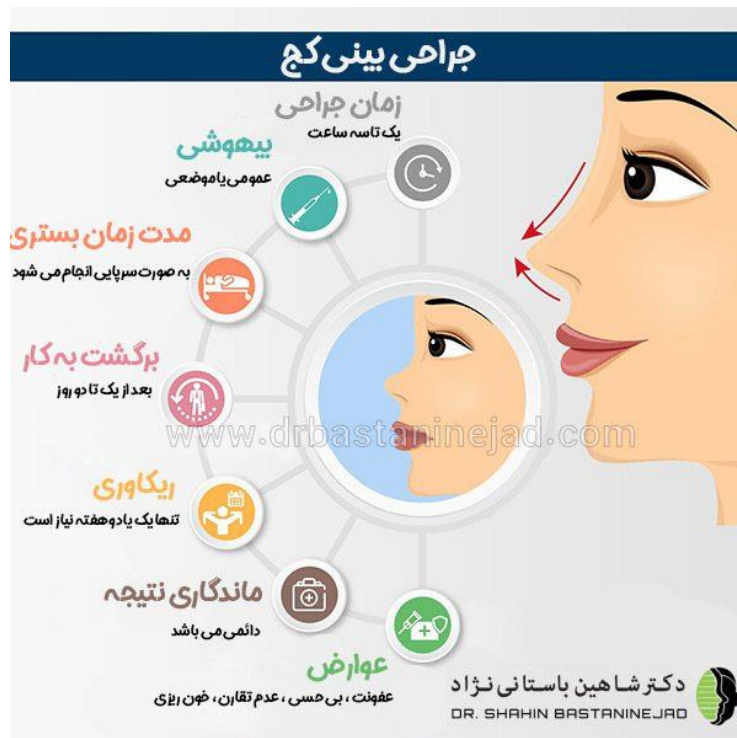 جراحی بینی کج
زمان جراحی
یک تا سه ساعت
بیهوشی
عمومی یا موضعی
مدت زمان بستری
به صورت سرپایی انجام می شود
برگشت به کار
بعد از یک تا دو روز
www.drbastaninejad.com
ریکاوری
تنها یک یا دو هفته نیاز است
ماندگاری نتیجه
دائمی می باشد
عوارض
عفونت ، بی حسی ، عدم تقارن ، خون ریزی
دکتر شاهین باستانی نژاد
DR. SHAHIN BASTANINEJAD